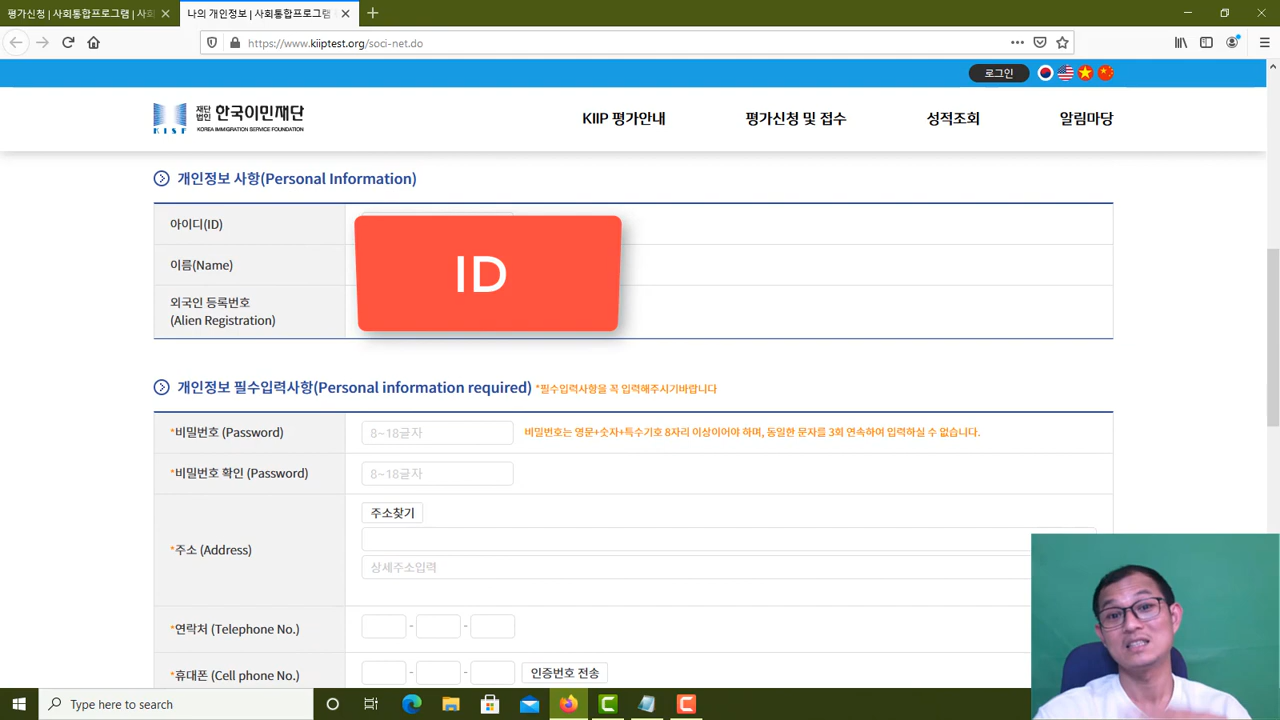 평가신청 | 사회통합프로그램 | 사회
나의 개인정보 | 사회통합프로그램
https://www.kiiptest.org/soci-net.do
로그인
재단법인 한국이민재단
KISF KOREA IMMIGRATION SERVICE FOUNDATION
KIIP 평가안내 평가신청 및 접수 성적조회 알림마당
개인정보 사항(Personal Information)
아이디(ID)
ID
이름(Name)
외국인 등록번호
(Alien Registration)
개인정보 필수입력사항(Personal information required) *필수입력사항을 꼭 입력해주시기바랍니다
*비밀번호 (Password) 8~18글자 비밀번호는 영문+숫자+특수기호 8자리 이상이어야 하며, 동일한 문자를 3회 연속하여 입력하실 수 없습니다.
*비밀번호 확인 (Password) 8~18글자
주소찾기
*주소 (Address)
상세주소입력
*연락처 (Telephone No.) - -
*휴대폰 (Cell phone No.) - - 인증번호 전송
Type here to search